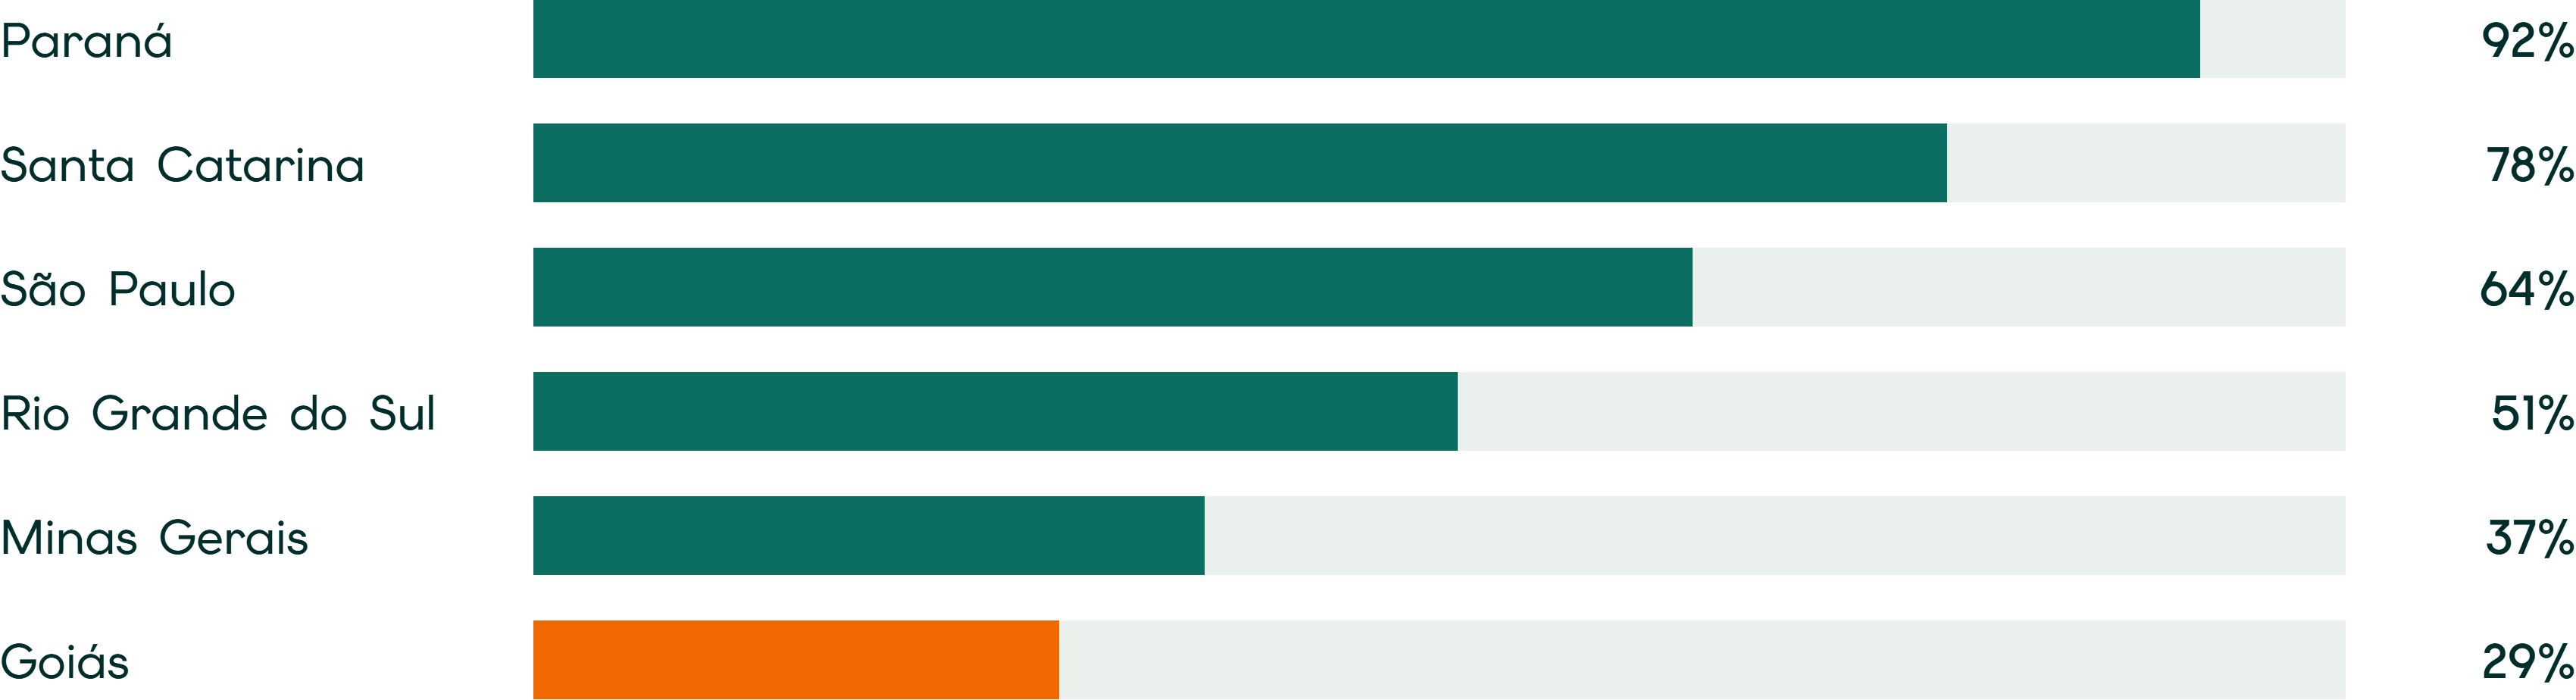 Paraná 92%
Santa Catarina 78%
São Paulo 64%
Rio Grande do Sul 51%
Minas Gerais 37%
Goiás 29%